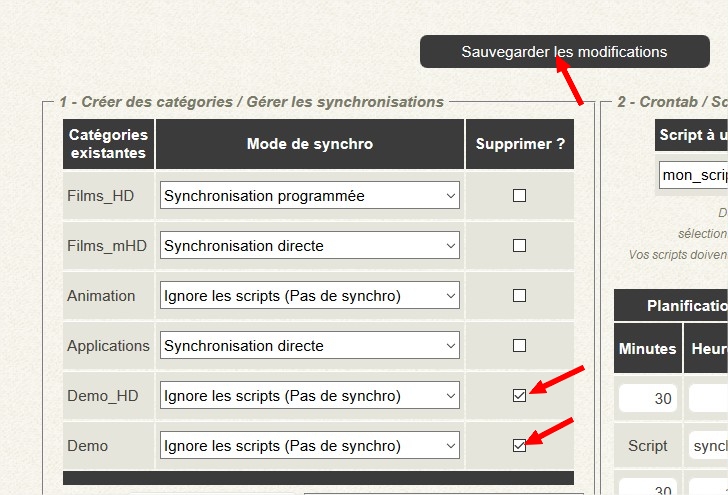 Sauvegarder les modifications
1 - Créer des catégories / Gérer les synchronisations
Catégories existantes
Mode de synchro
Supprimer ?
Films_HD
Synchronisation programmée
Films_mHD
Synchronisation directe
Animation
Ignore les scripts (Pas de synchro)
Applications
Synchronisation directe
Demo_HD
Ignore les scripts (Pas de synchro)
Demo
Ignore les scripts (Pas de synchro)
2 - Crontab / Sc
Script à u
mon_scrip
D
sélection
Vos scripts doiven
Planificatio
Minutes
Heur
30
Script
syncl
30